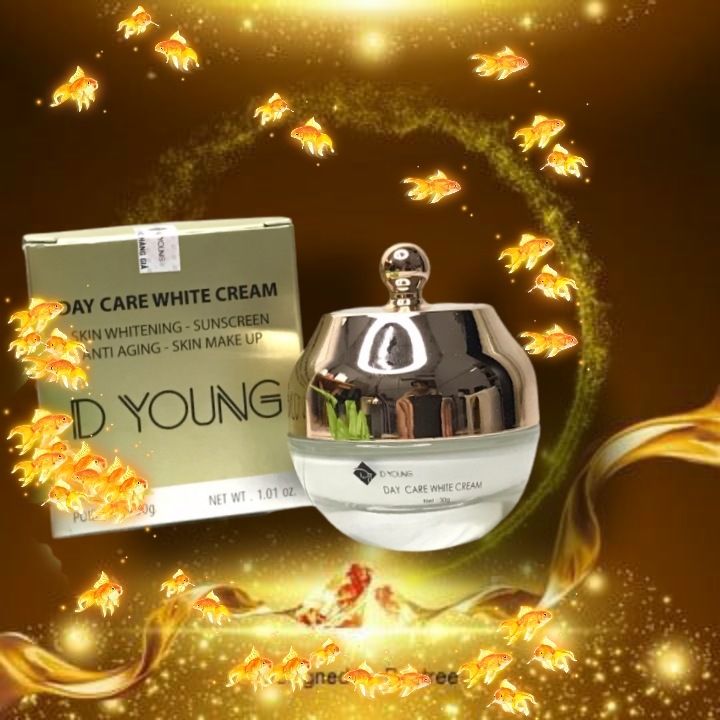 DAY CARE WHITE CREAM
SKIN WHITENING - SUNSCREEN
ANTI AGING - SKIN MAKE UP
D YOUNG
NET WT . 1.01 oz.
D YOUNG
DAY CARE WHITE CREAM